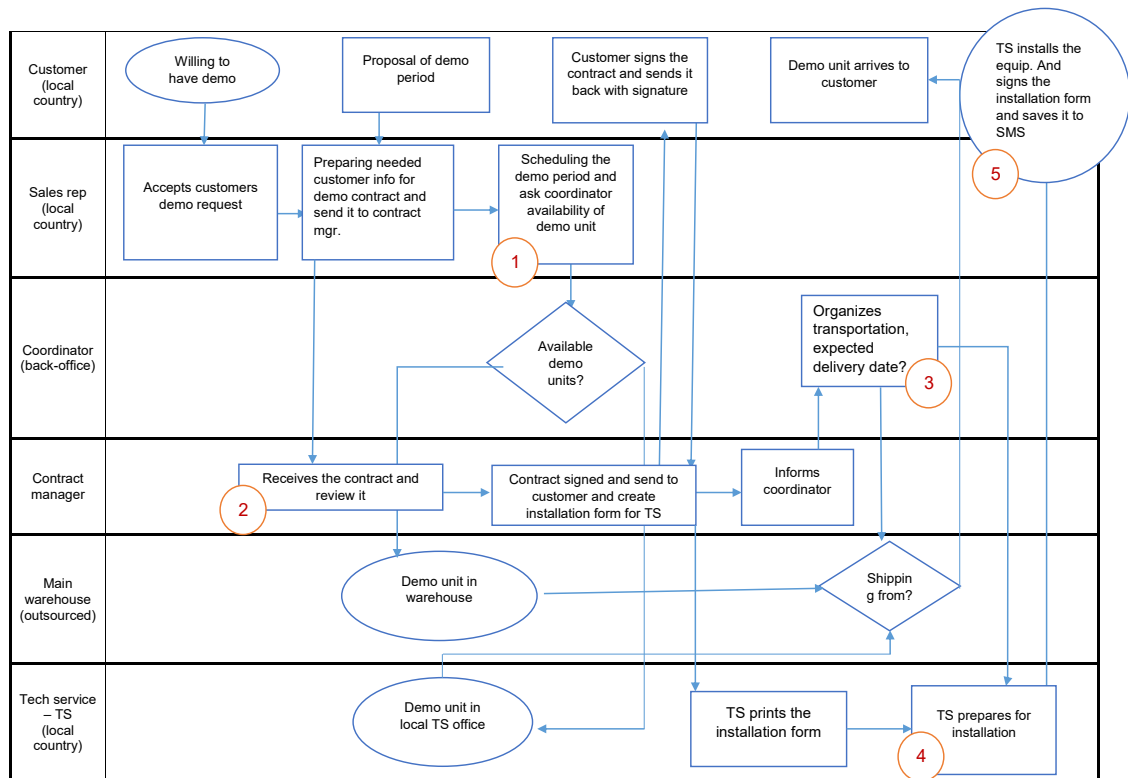 Customer
(local
country)
Willing to
have demo
Proposal of demo
period
Customer signs the
contract and sends it
back with signature
Demo unit arrives to
customer
TS installs the
equip. And
signs the
installation form
and saves it to
SMS
5
Sales rep
(local
country)
Accepts customers
demo request
Preparing needed
customer info for
demo contract and
send it to contract
mgr.
Scheduling the
demo period and
ask coordinator
availability of
demo unit
1
Coordinator
(back-office)
Available
demo
units?
Organizes
transportation,
expected
delivery date?
3
Contract
manager
Receives the contract and
review it
2
Contract signed and send to
customer and create
installation form for TS
Informs
coordinator
Main
warehouse
(outsourced)
Demo unit in
warehouse
Shippin
g from?
Tech service
– TS
(local
country)
Demo unit in
local TS office
TS prints the
installation form
TS prepares for
installation
4